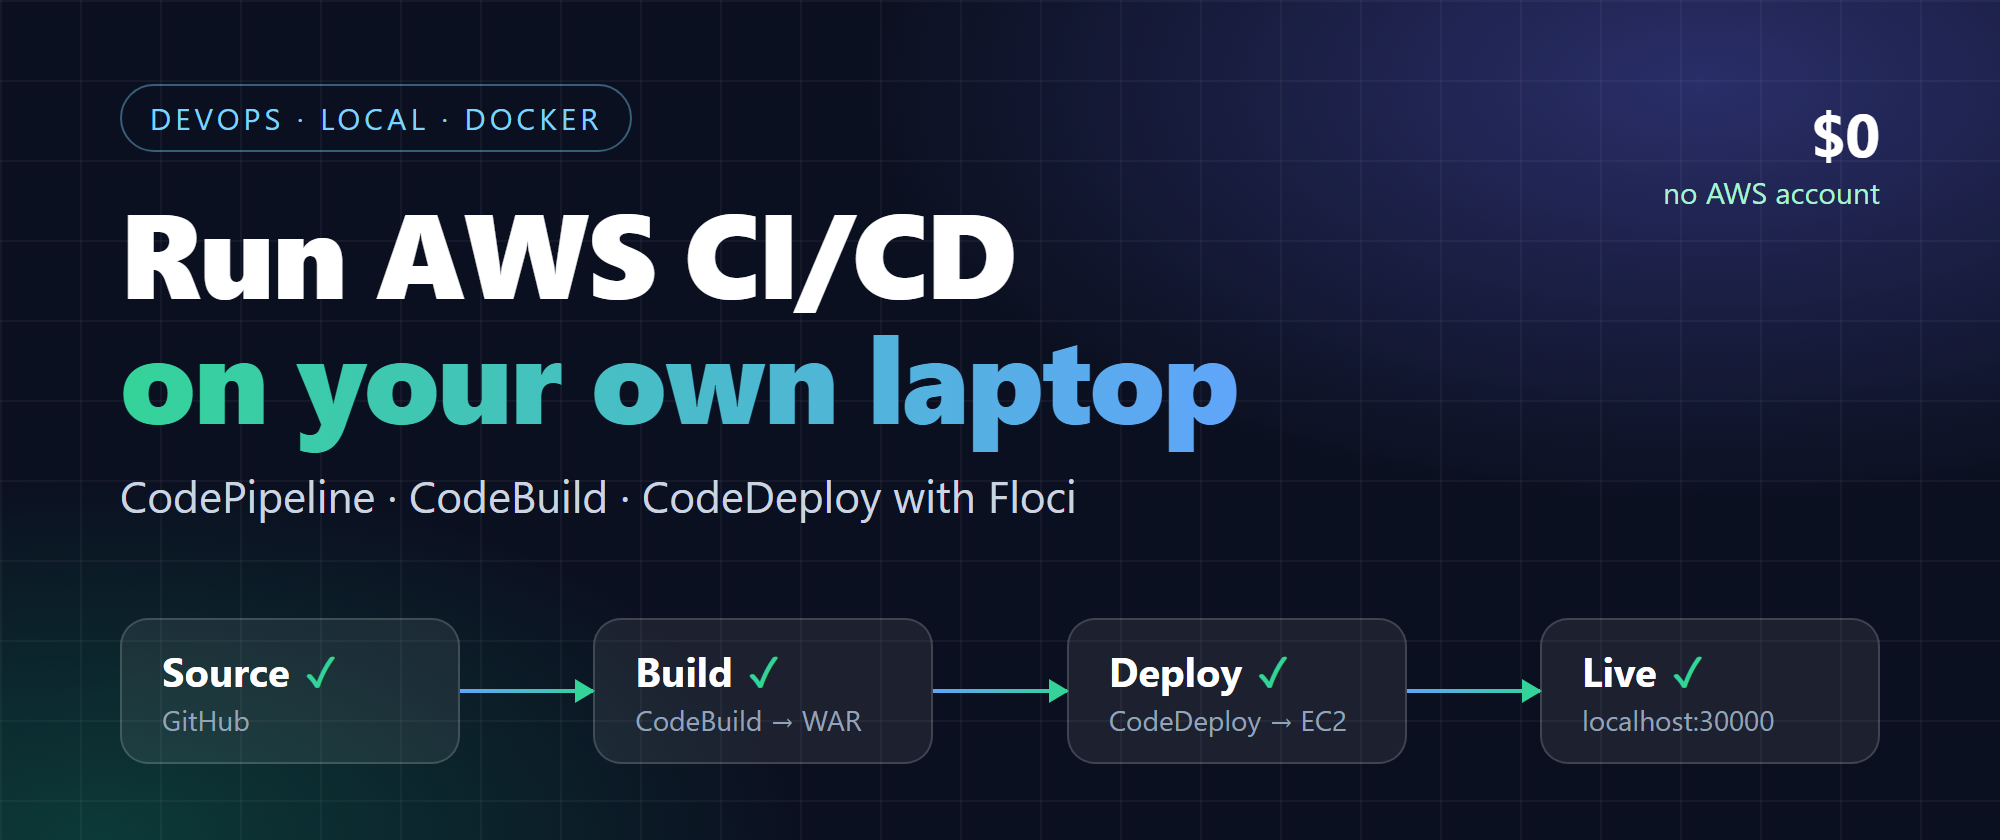 DEVOPS · LOCAL · DOCKER
$0
no AWS account
Run AWS CI/CD
on your own laptop
CodePipeline · CodeBuild · CodeDeploy with Floci
Source ✓
GitHub
Build ✓
CodeBuild → WAR
Deploy ✓
CodeDeploy → EC2
Live ✓
localhost:30000